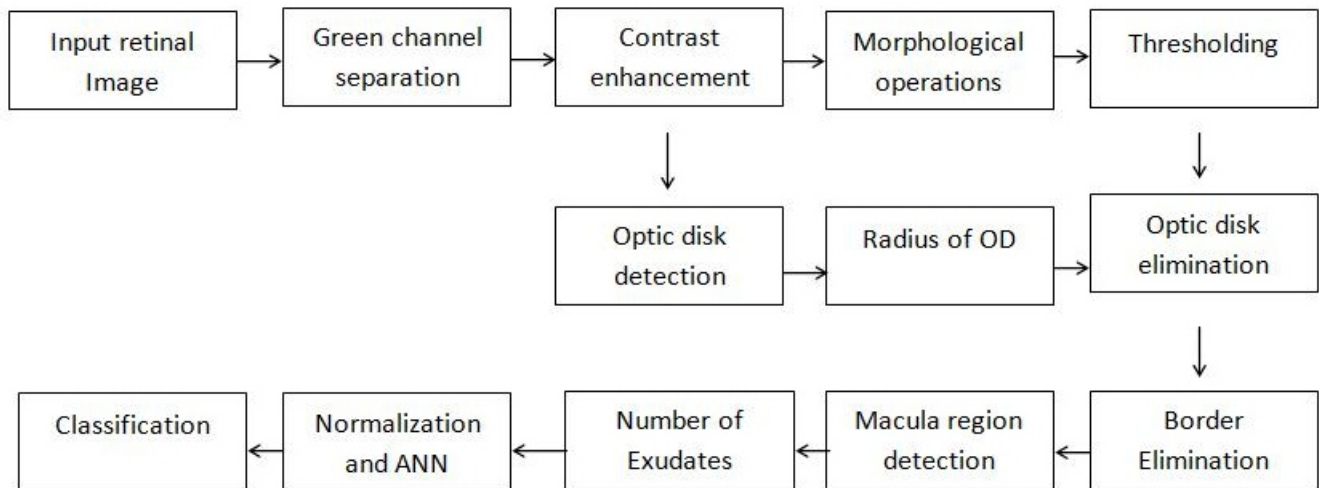 Input retinal
Image
Green channel
separation
Contrast
enhancement
Morphological
operations
Thresholding
Optic disk
detection
Radius of OD
Optic disk
elimination
Classification
Normalization
and ANN
Number of
Exudates
Macula region
detection
Border
Elimination